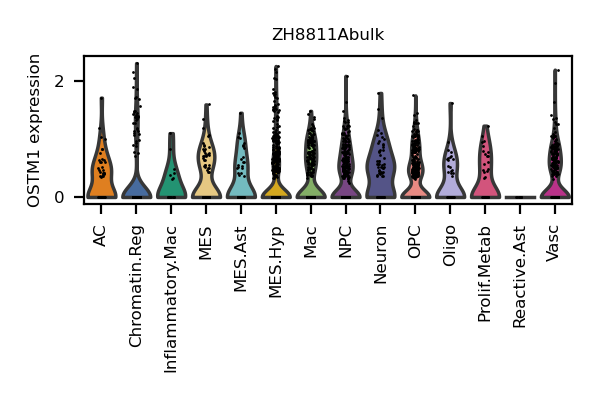 ZH8811Abulk
OSTM1 expression
2
0
AC
Chromatin.Reg
Inflammatory.Mac
MES
MES.Ast
MES.Hyp
Mac
NPC
Neuron
OPC
Oligo
Prolif.Metab
Reactive.Ast
Vasc